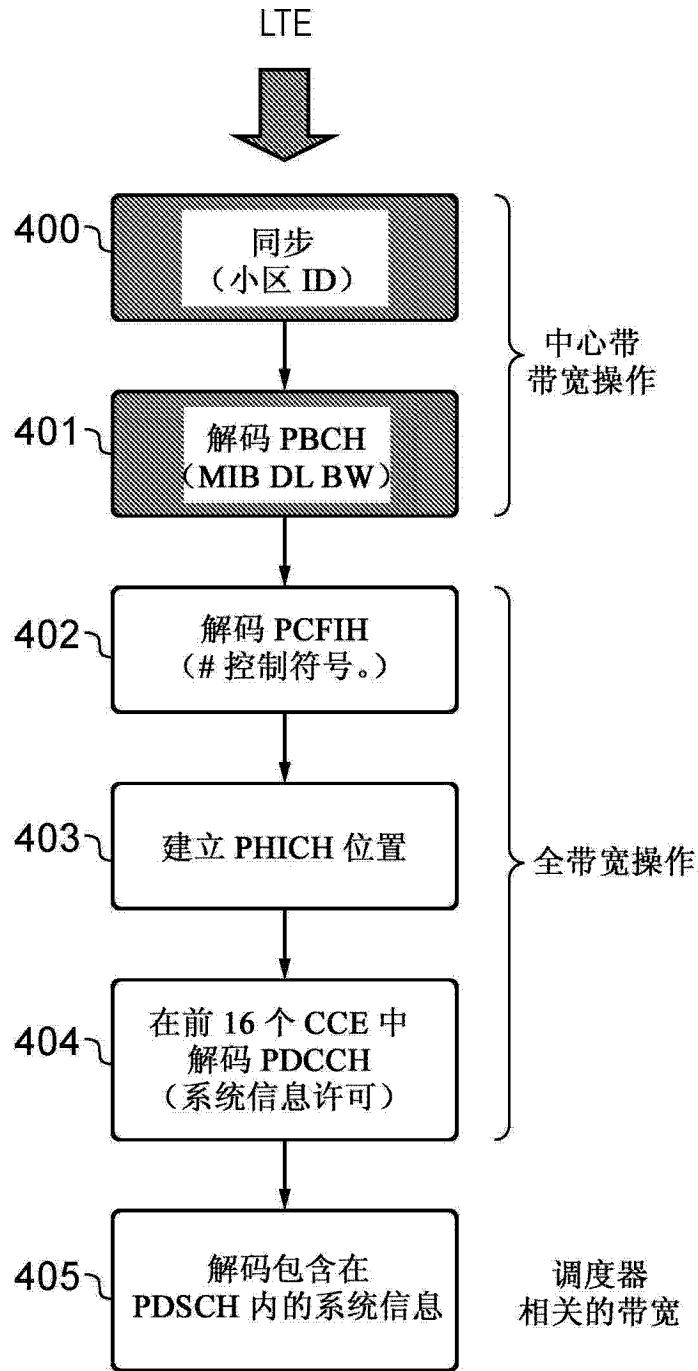 LTE
400
同步
（小区 ID）
中心带
带宽操作
401
解码 PBCH
（MIB DL BW）
402
解码 PCFIH
（# 控制符号。）
403
建立 PHICH 位置
全带宽操作
404
在前 16 个 CCE 中
解码 PDCCH
（系统信息许可）
405
解码包含在
PDSCH 内的系统信息
调度器
相关的带宽